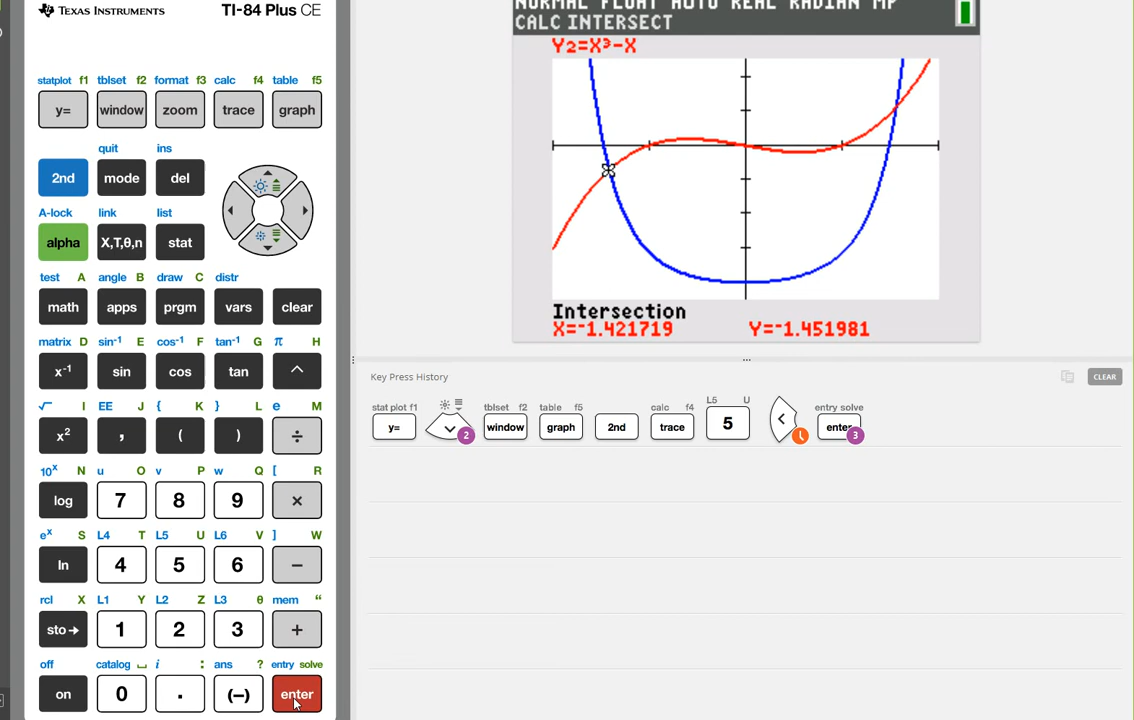 TEXAS INSTRUMENTS TI-84 Plus CE
statplot f1 tblset f2 format f3 calc f4 table f5
y= window zoom trace graph
quit ins
2nd mode del
A-lock link list
alpha X,T,θ,n stat
test A angle B draw C distr
math apps prgm vars clear
matrix D sin⁻¹ E cos⁻¹ F tan⁻¹ G π H
x⁻¹ sin cos tan ^
√ I EE J { K } L e M
x² , ( ) ÷
10ˣ N u O v P w Q [ R
log 7 8 9 ×
eˣ S L4 T L5 U L6 V ] W
ln 4 5 6 −
rcl X L1 Y L2 Z L3 θ mem “
sto→ 1 2 3 +
off catalog ⎵ i : ans ? entry solve
on 0 . (−) enter
NORMAL FLOAT AUTO REAL RADIAN MP
CALC INTERSECT
Y2=X³-X
Intersection
X=-1.421719 Y=-1.451981
Key Press History
CLEAR
stat plot f1 tblset f2 table f5 calc f4 L5 U entry solve
y= 2 window graph 2nd trace 5 enter 3